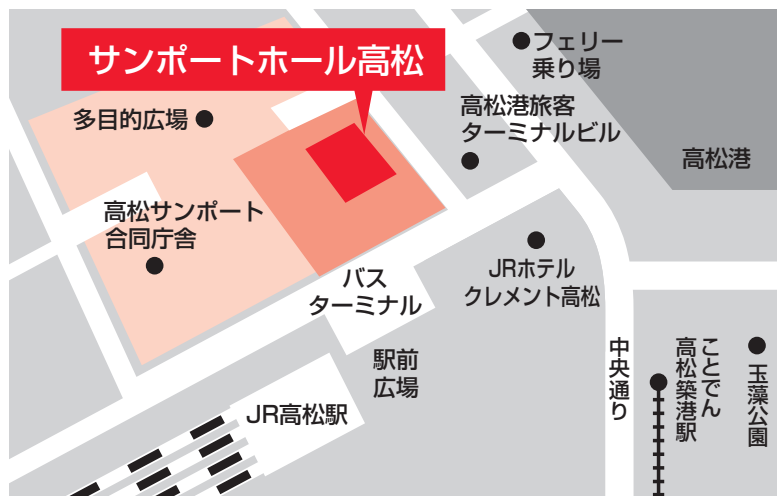 サンポートホール高松
フェリー
乗り場
多目的広場
高松港旅客
ターミナルビル
高松港
高松サンポート
合同庁舎
バス
ターミナル
JRホテル
クレメント高松
駅前
広場
JR高松駅
中央通り
ことでん
高松築港駅
玉藻公園